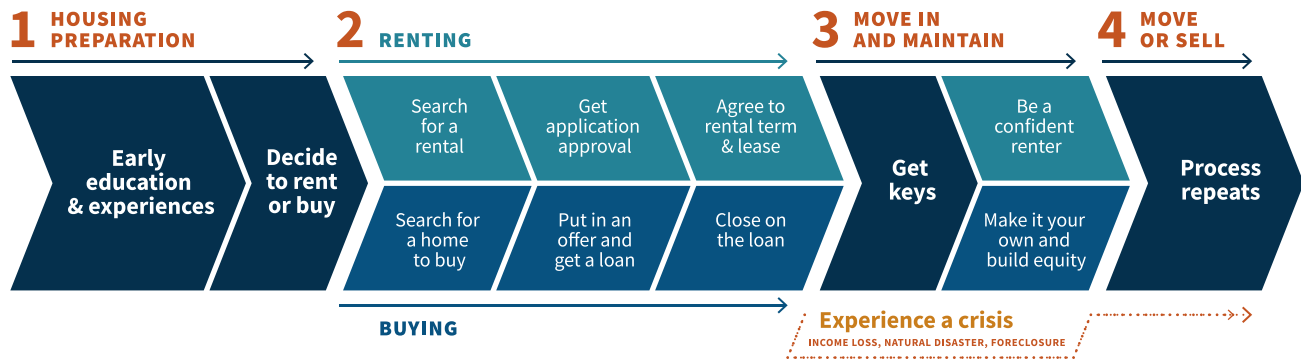 1 HOUSING
PREPARATION
2 RENTING
3 MOVE IN
AND MAINTAIN
4 MOVE
OR SELL
Early
education
& experiences
Decide
to rent
or buy
Search
for a
rental
Get
application
approval
Agree to
rental term
& lease
Search for
a home
to buy
Put in an
offer and
get a loan
Close on
the loan
Get
keys
Be a
confident
renter
Make it your
own and
build equity
Process
repeats
BUYING
Experience a crisis
INCOME LOSS, NATURAL DISASTER, FORECLOSURE